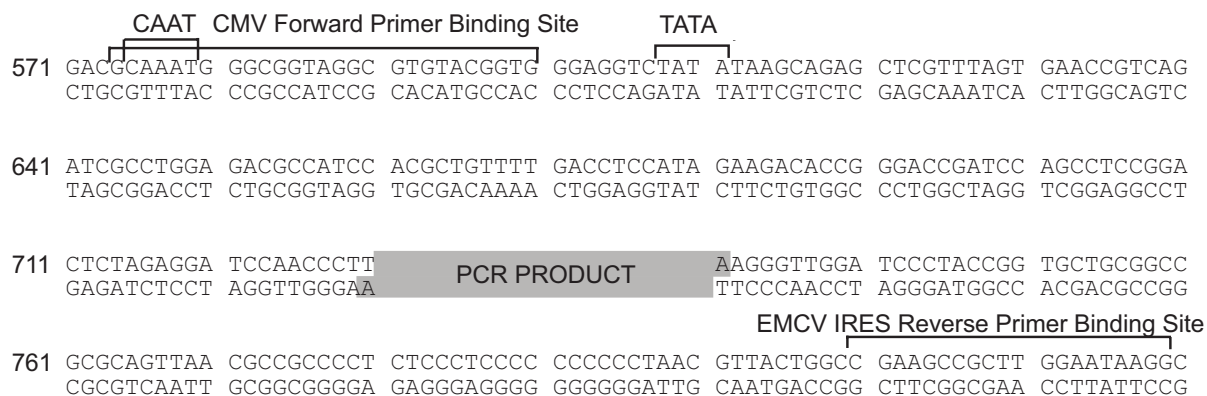 CAAT CMV Forward Primer Binding Site TATA
571 GACGCAAATG GGCGGTAGGC GTGTACGGTG GGAGGTCTAT ATAAGCAGAG CTCGTTTAGT GAACCGTCAG
CTGCGTTTAC CCGCCATCCG CACATGCCAC CCTCCAGATA TATTCGTCTC GAGCAAATCA CTTGGCAGTC
641 ATCGCCTGGA GACGCCATCC ACGCTGTTTT GACCTCCATA GAAGACACCG GGACCGATCC AGCCTCCGGA
TAGCGGACCT CTGCGGTAGG TGCGACAAAA CTGGAGGTAT CTTCTGTGGC CCTGGCTAGG TCGGAGGCCT
711 CTCTAGAGGA TCCAACCCTT PCR PRODUCT AAGGGTTGGA TCCCTACCGG TGCTGCGGCC
GAGATCTCCT AGGTTGGGAA TTCCCAACCT AGGGATGGCC ACGACGCCGG
EMCV IRES Reverse Primer Binding Site
761 GCGCAGTTAA CGCCGCCCCT CTCCCTCCCC CCCCCCTAAC GTTACTGGCC GAAGCCGCTT GGAATAAGGC
CGCGTCAATT GCGGCGGGGA GAGGGAGGGG GGGGGGATTG CAATGACCGG CTTCGGCGAA CCTTATTCCG